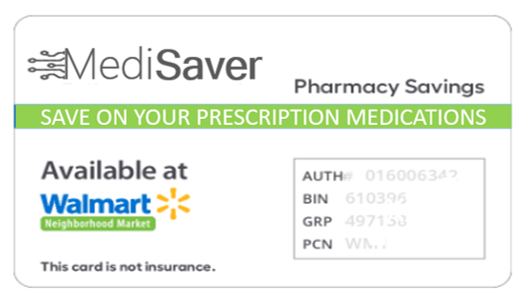 MediSaver
Pharmacy Savings
SAVE ON YOUR PRESCRIPTION MEDICATIONS
Available at
Walmart
Neighborhood Market
This card is not insurance.
AUTH#
BIN
GRP
PCN